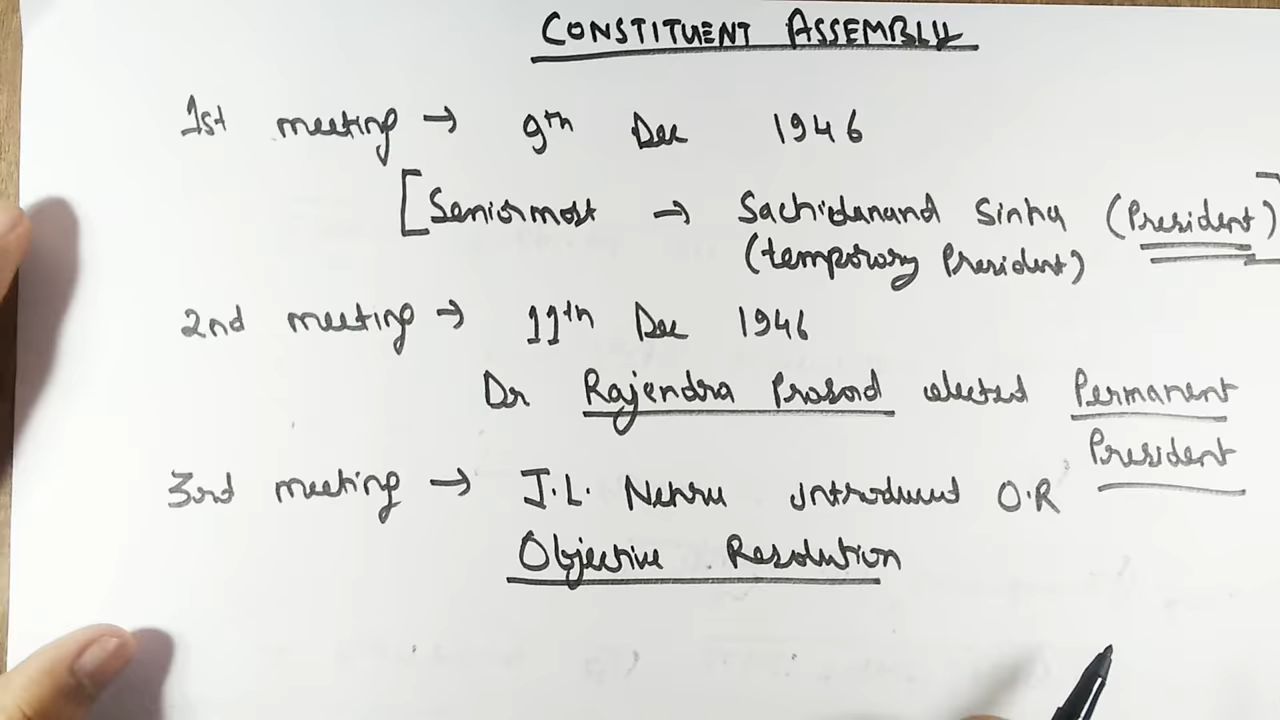 CONSTITUENT ASSEMBLY
1st meeting → 9th Dec 1946
[Seniormost → Sachidanand Sinha (President)]
(temporary President)
2nd meeting → 11th Dec 1946
Dr Rajendra Prasad elected Permanent
President
3rd meeting → J.L. Nehru introduced O.R
Objective Resolution